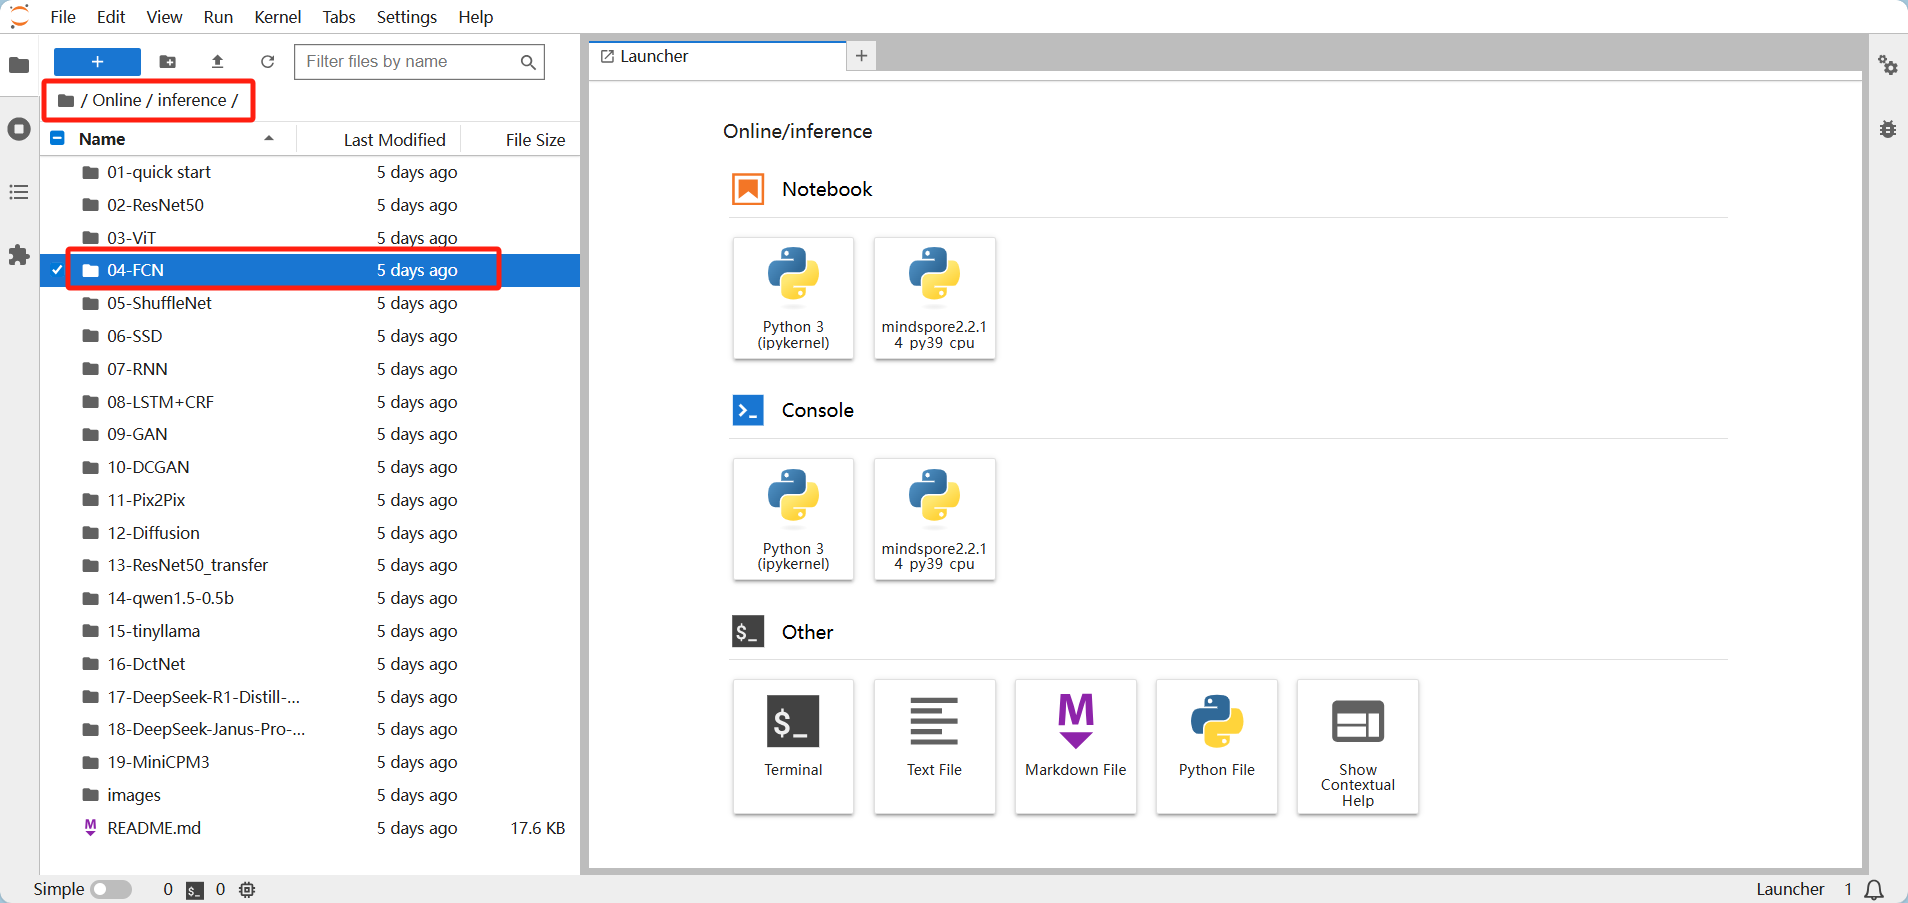 File Edit View Run Kernel Tabs Settings Help
+
Filter files by name
/ Online / inference /
Name Last Modified File Size
01-quick start 5 days ago
02-ResNet50 5 days ago
03-ViT 5 days ago
04-FCN 5 days ago
05-ShuffleNet 5 days ago
06-SSD 5 days ago
07-RNN 5 days ago
08-LSTM+CRF 5 days ago
09-GAN 5 days ago
10-DCGAN 5 days ago
11-Pix2Pix 5 days ago
12-Diffusion 5 days ago
13-ResNet50_transfer 5 days ago
14-qwen1.5-0.5b 5 days ago
15-tinyllama 5 days ago
16-DctNet 5 days ago
17-DeepSeek-R1-Distill-... 5 days ago
18-DeepSeek-Janus-Pro-... 5 days ago
19-MiniCPM3 5 days ago
images 5 days ago
README.md 5 days ago 17.6 KB
Launcher +
Online/inference
Notebook
Python 3
(ipykernel)
mindspore2.2.1
4_py39_cpu
Console
Python 3
(ipykernel)
mindspore2.2.1
4_py39_cpu
$_ Other
$_
Terminal
Text File
M
Markdown File
Python File
Show
Contextual
Help
Simple 0 $_ 0
Launcher 1